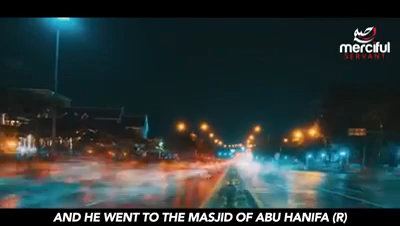 merciful
SERVANT
AND HE WENT TO THE MASJID OF ABU HANIFA (R)